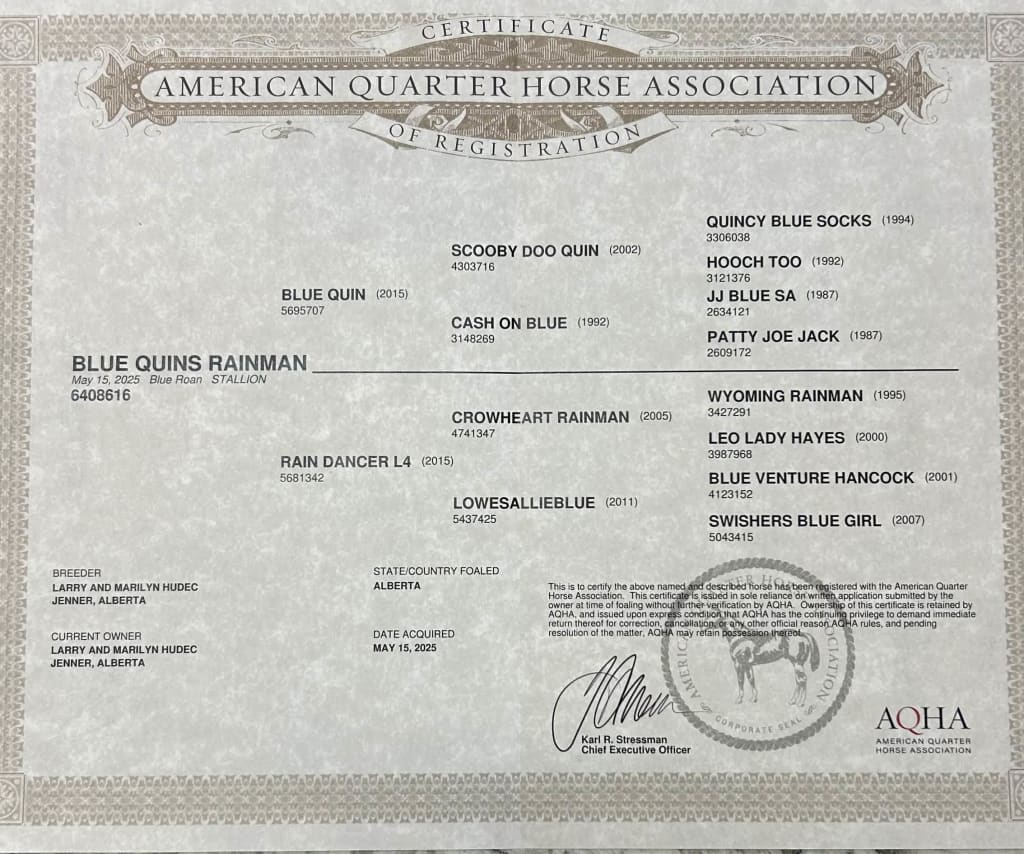 CERTIFICATE
AMERICAN QUARTER HORSE ASSOCIATION
OF REGISTRATION
QUINCY BLUE SOCKS (1994)
3306038
SCOOBY DOO QUIN (2002)
4303716
HOOCH TOO (1992)
3121376
BLUE QUIN (2015)
5695707
JJ BLUE SA (1987)
2634121
CASH ON BLUE (1992)
3148269
PATTY JOE JACK (1987)
2609172
BLUE QUINS RAINMAN
May 15, 2025 Blue Roan STALLION
6408616
WYOMING RAINMAN (1995)
3427291
CROWHEART RAINMAN (2005)
4741347
LEO LADY HAYES (2000)
3987968
RAIN DANCER L4 (2015)
5681342
BLUE VENTURE HANCOCK (2001)
4123152
LOWESALLIEBLUE (2011)
5437425
SWISHERS BLUE GIRL (2007)
5043415
BREEDER
LARRY AND MARILYN HUDEC
JENNER, ALBERTA
STATE/COUNTRY FOALED
ALBERTA
CURRENT OWNER
LARRY AND MARILYN HUDEC
JENNER, ALBERTA
DATE ACQUIRED
MAY 15, 2025
This is to certify the above named and described horse has been registered with the American Quarter
Horse Association. This certificate is issued in sole reliance on written application submitted by the
owner at time of foaling without further verification by AQHA. Ownership of this certificate is retained by
AQHA, and issued upon express condition that AQHA has the continuing privilege to demand immediate
return thereof for correction, cancellation, or any other official reason AQHA rules, and pending
resolution of the matter, AQHA may retain possession thereof.
Karl R. Stressman
Chief Executive Officer
CORPORATE SEAL
AQHA
AMERICAN QUARTER
HORSE ASSOCIATION